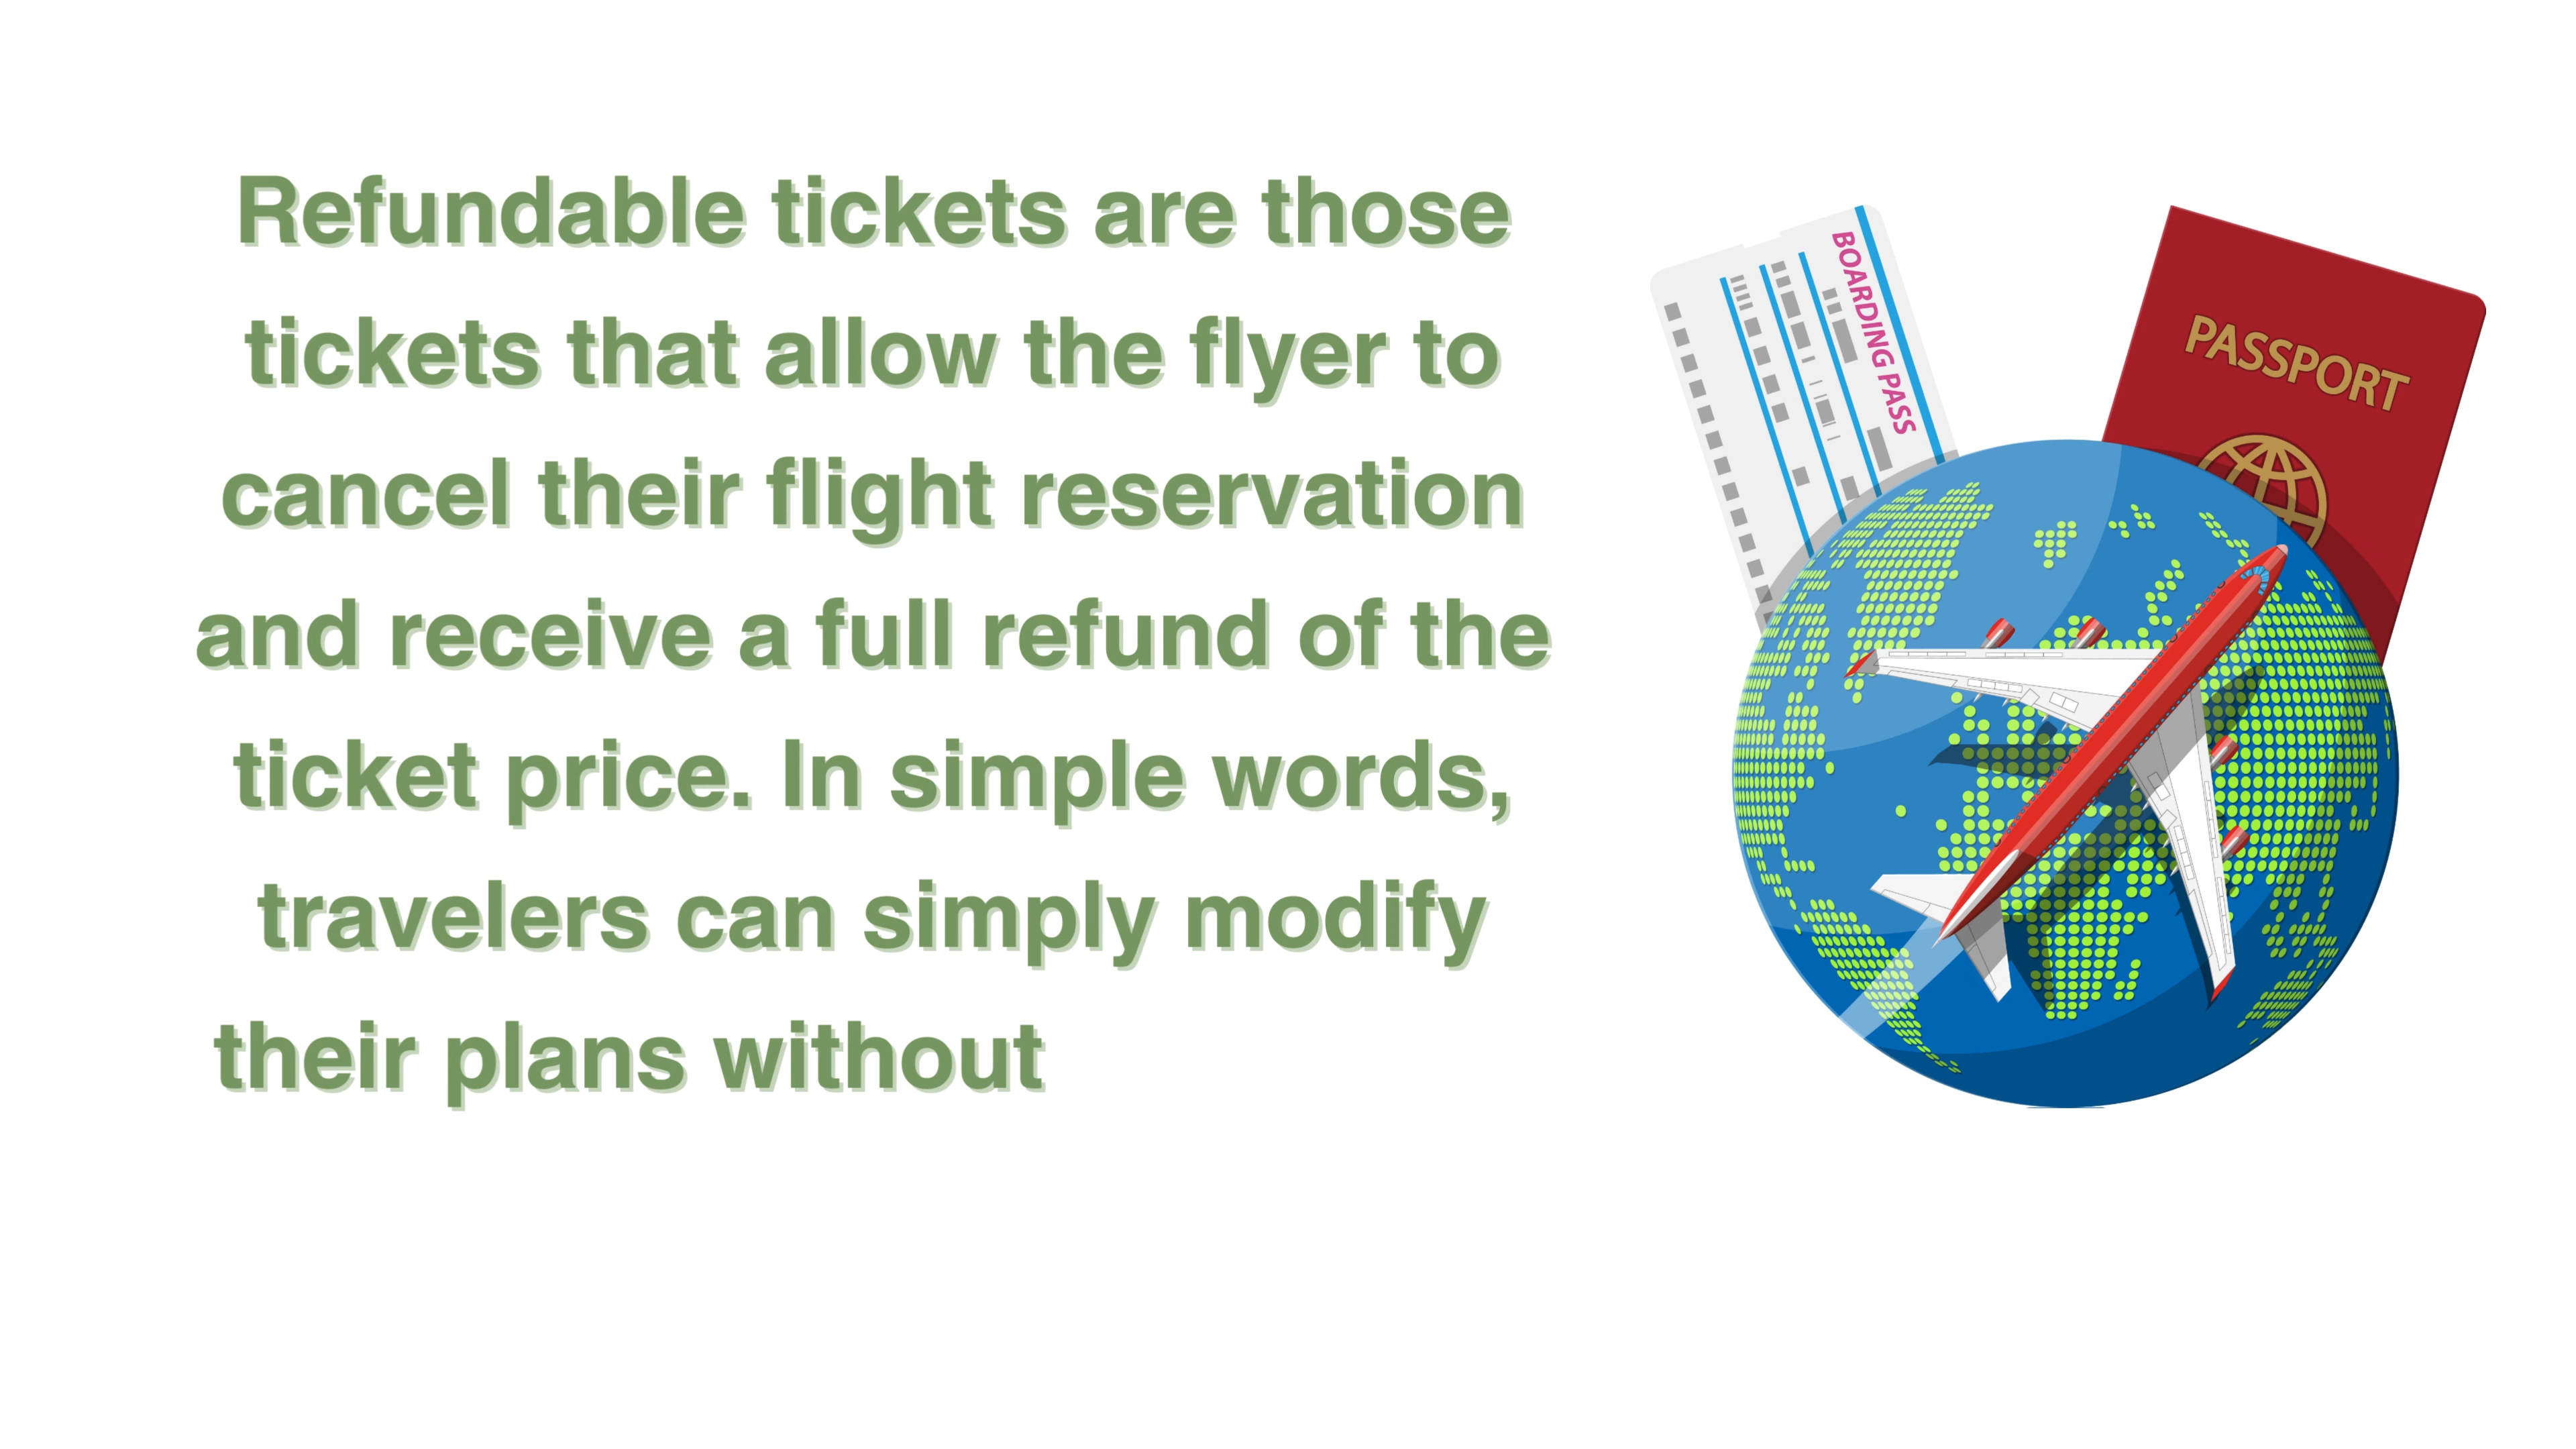 Refundable tickets are those
tickets that allow the flyer to
cancel their flight reservation
and receive a full refund of the
ticket price. In simple words,
travelers can simply modify
their plans without
BOARDING PASS
PASSPORT